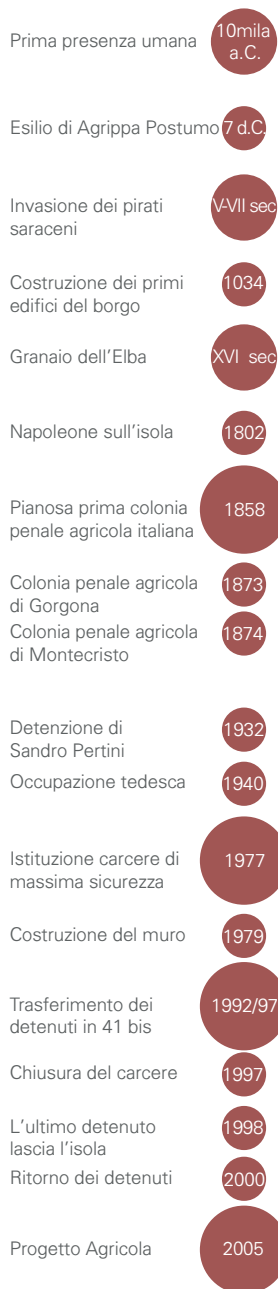 Prima presenza umana
10mila
a.C.
Esilio di Agrippa Postumo
7 d.C.
Invasione dei pirati
saraceni
V-VII sec
Costruzione dei primi
edifici del borgo
1034
Granaio dell'Elba
XVI sec
Napoleone sull'isola
1802
Pianosa prima colonia
penale agricola italiana
1858
Colonia penale agricola
di Gorgona
1873
Colonia penale agricola
di Montecristo
1874
Detenzione di
Sandro Pertini
1932
Occupazione tedesca
1940
Istituzione carcere di
massima sicurezza
1977
Costruzione del muro
1979
Trasferimento dei
detenuti in 41 bis
1992/97
Chiusura del carcere
1997
L'ultimo detenuto
lascia l'isola
1998
Ritorno dei detenuti
2000
Progetto Agricola
2005